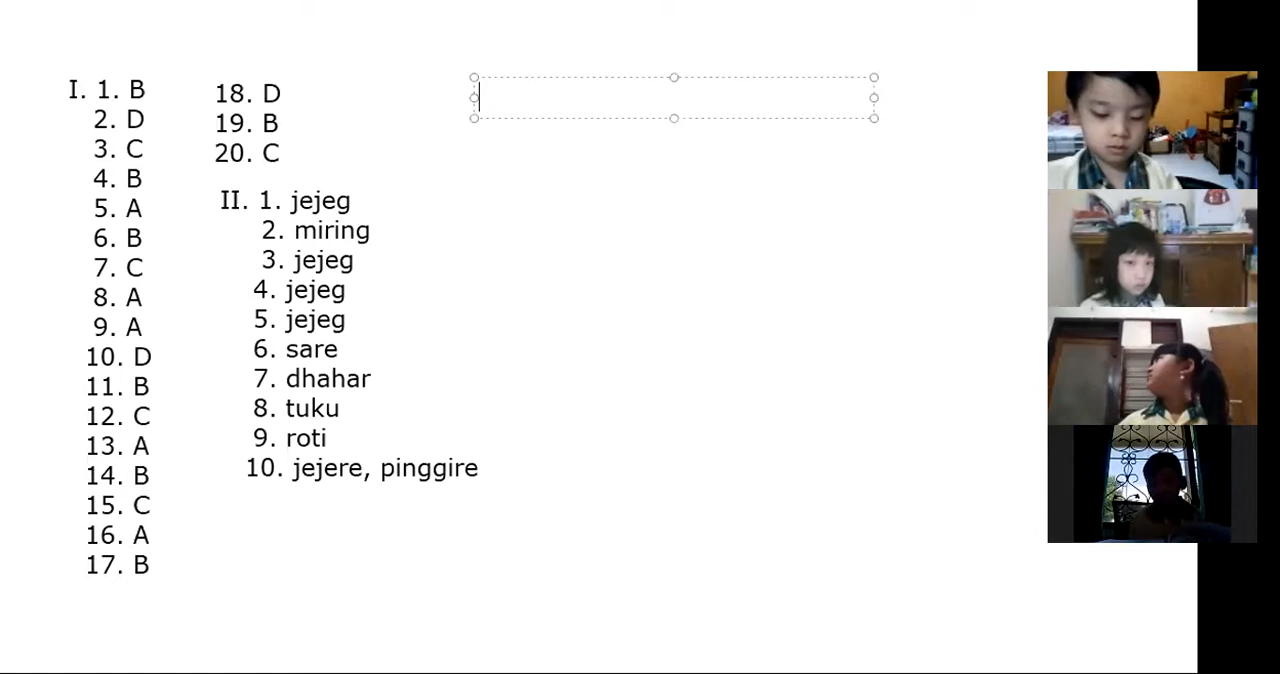 I. 1. B
2. D
3. C
4. B
5. A
6. B
7. C
8. A
9. A
10. D
11. B
12. C
13. A
14. B
15. C
16. A
17. B
18. D
19. B
20. C
II. 1. jejeg
2. miring
3. jejeg
4. jejeg
5. jejeg
6. sare
7. dhahar
8. tuku
9. roti
10. jejere, pinggire